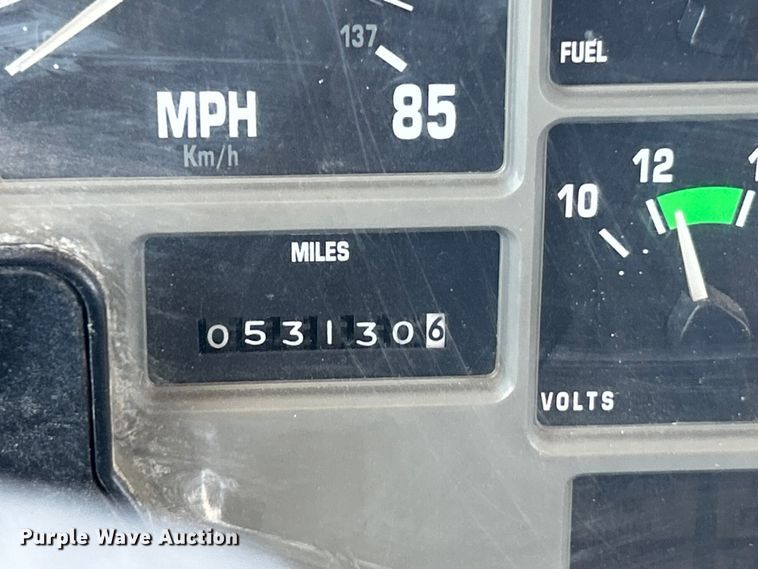 137
MPH
Km/h
85
FUEL
10 12
MILES
0531306
VOLTS
Purple Wave Auction